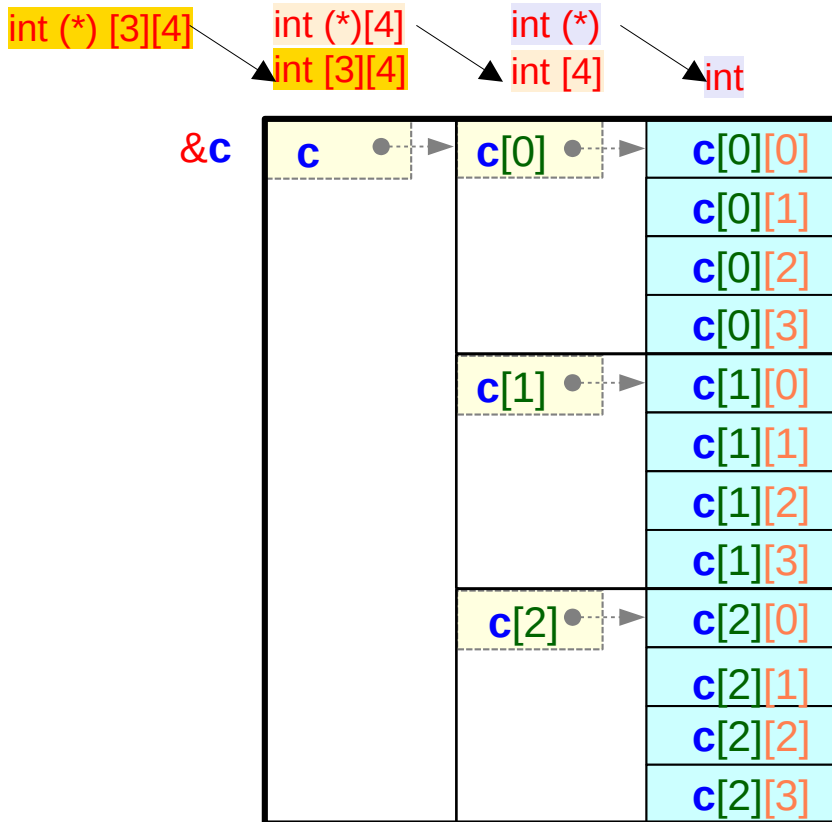 int (*) [3][4] int (*)[4] int (*)
int [3][4] int [4] int
&c c c[0] c[0][0]
c[0][1]
c[0][2]
c[0][3]
c[1] c[1][0]
c[1][1]
c[1][2]
c[1][3]
c[2] c[2][0]
c[2][1]
c[2][2]
c[2][3]